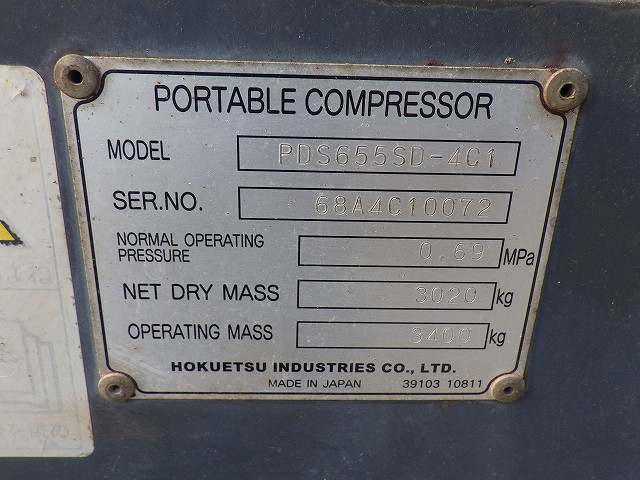 PORTABLE COMPRESSOR
MODEL PDS655SD-4C1
SER.NO. 68A4C10072
NORMAL OPERATING
PRESSURE 0.69 MPa
NET DRY MASS 3020 kg
OPERATING MASS 3400 kg
HOKUETSU INDUSTRIES CO., LTD.
MADE IN JAPAN 39103 10811